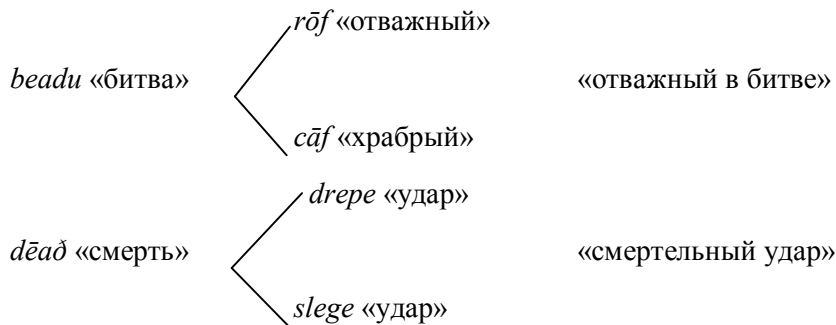 rōf «отважный»
beadu «битва» «отважный в битве»
cāf «храбрый»
drepe «удар»
dēað «смерть» «смертельный удар»
slege «удар»